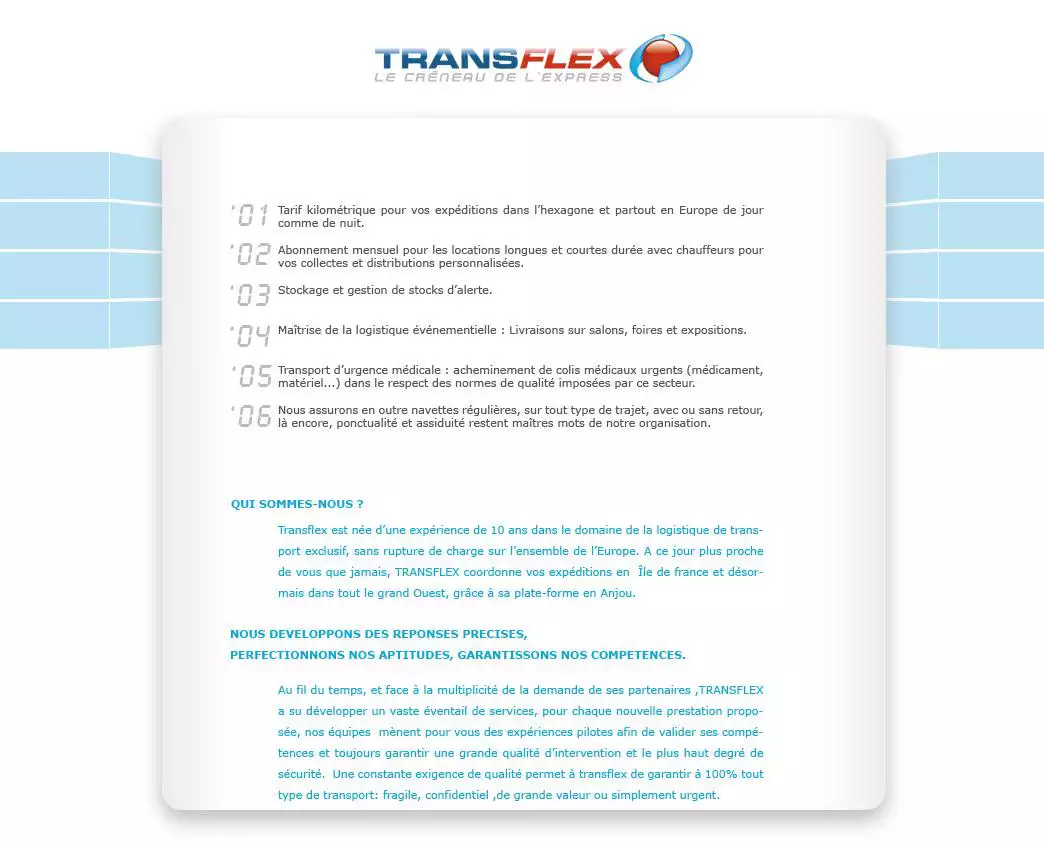 TRANSFLEX
LE CRÉNEAU DE L'EXPRESS
'01 Tarif kilométrique pour vos expéditions dans l’hexagone et partout en Europe de jour
comme de nuit.
'02 Abonnement mensuel pour les locations longues et courtes durée avec chauffeurs pour
vos collectes et distributions personnalisées.
'03 Stockage et gestion de stocks d’alerte.
'04 Maîtrise de la logistique événementielle : Livraisons sur salons, foires et expositions.
'05 Transport d’urgence médicale : acheminement de colis médicaux urgents (médicament,
matériel...) dans le respect des normes de qualité imposées par ce secteur.
'06 Nous assurons en outre navettes régulières, sur tout type de trajet, avec ou sans retour,
là encore, ponctualité et assiduité restent maîtres mots de notre organisation.
QUI SOMMES-NOUS ?
Transflex est née d’une expérience de 10 ans dans le domaine de la logistique de trans-
port exclusif, sans rupture de charge sur l’ensemble de l’Europe. A ce jour plus proche
de vous que jamais, TRANSFLEX coordonne vos expéditions en  Île de france et désor-
mais dans tout le grand Ouest, grâce à sa plate-forme en Anjou.
NOUS DEVELOPPONS DES REPONSES PRECISES,
PERFECTIONNONS NOS APTITUDES, GARANTISSONS NOS COMPETENCES.
Au fil du temps, et face à la multiplicité de la demande de ses partenaires ,TRANSFLEX
a su développer un vaste éventail de services, pour chaque nouvelle prestation propo-
sée, nos équipes  mènent pour vous des expériences pilotes afin de valider ses compé-
tences et toujours garantir une grande qualité d’intervention et le plus haut degré de
sécurité.  Une constante exigence de qualité permet à transflex de garantir à 100% tout
type de transport: fragile, confidentiel ,de grande valeur ou simplement urgent.